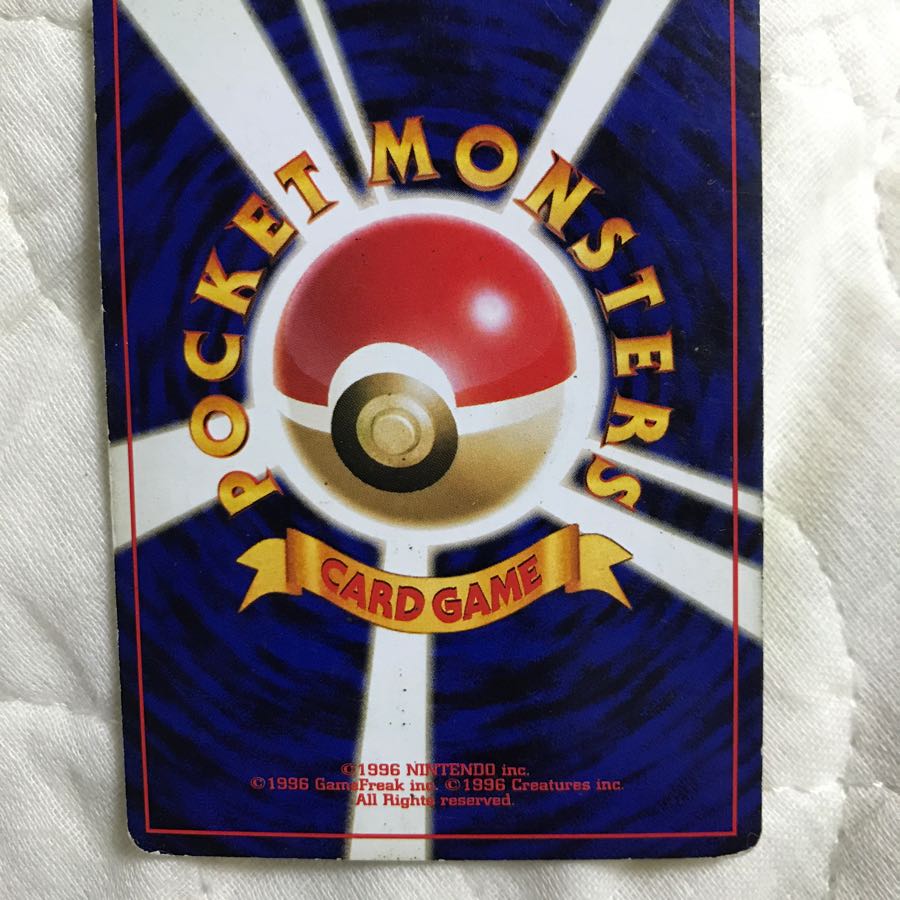 POCKET MONSTERS
CARD GAME
©1996 NINTENDO inc.
©1996 GameFreak inc. ©1996 Creatures inc.
All Rights reserved.